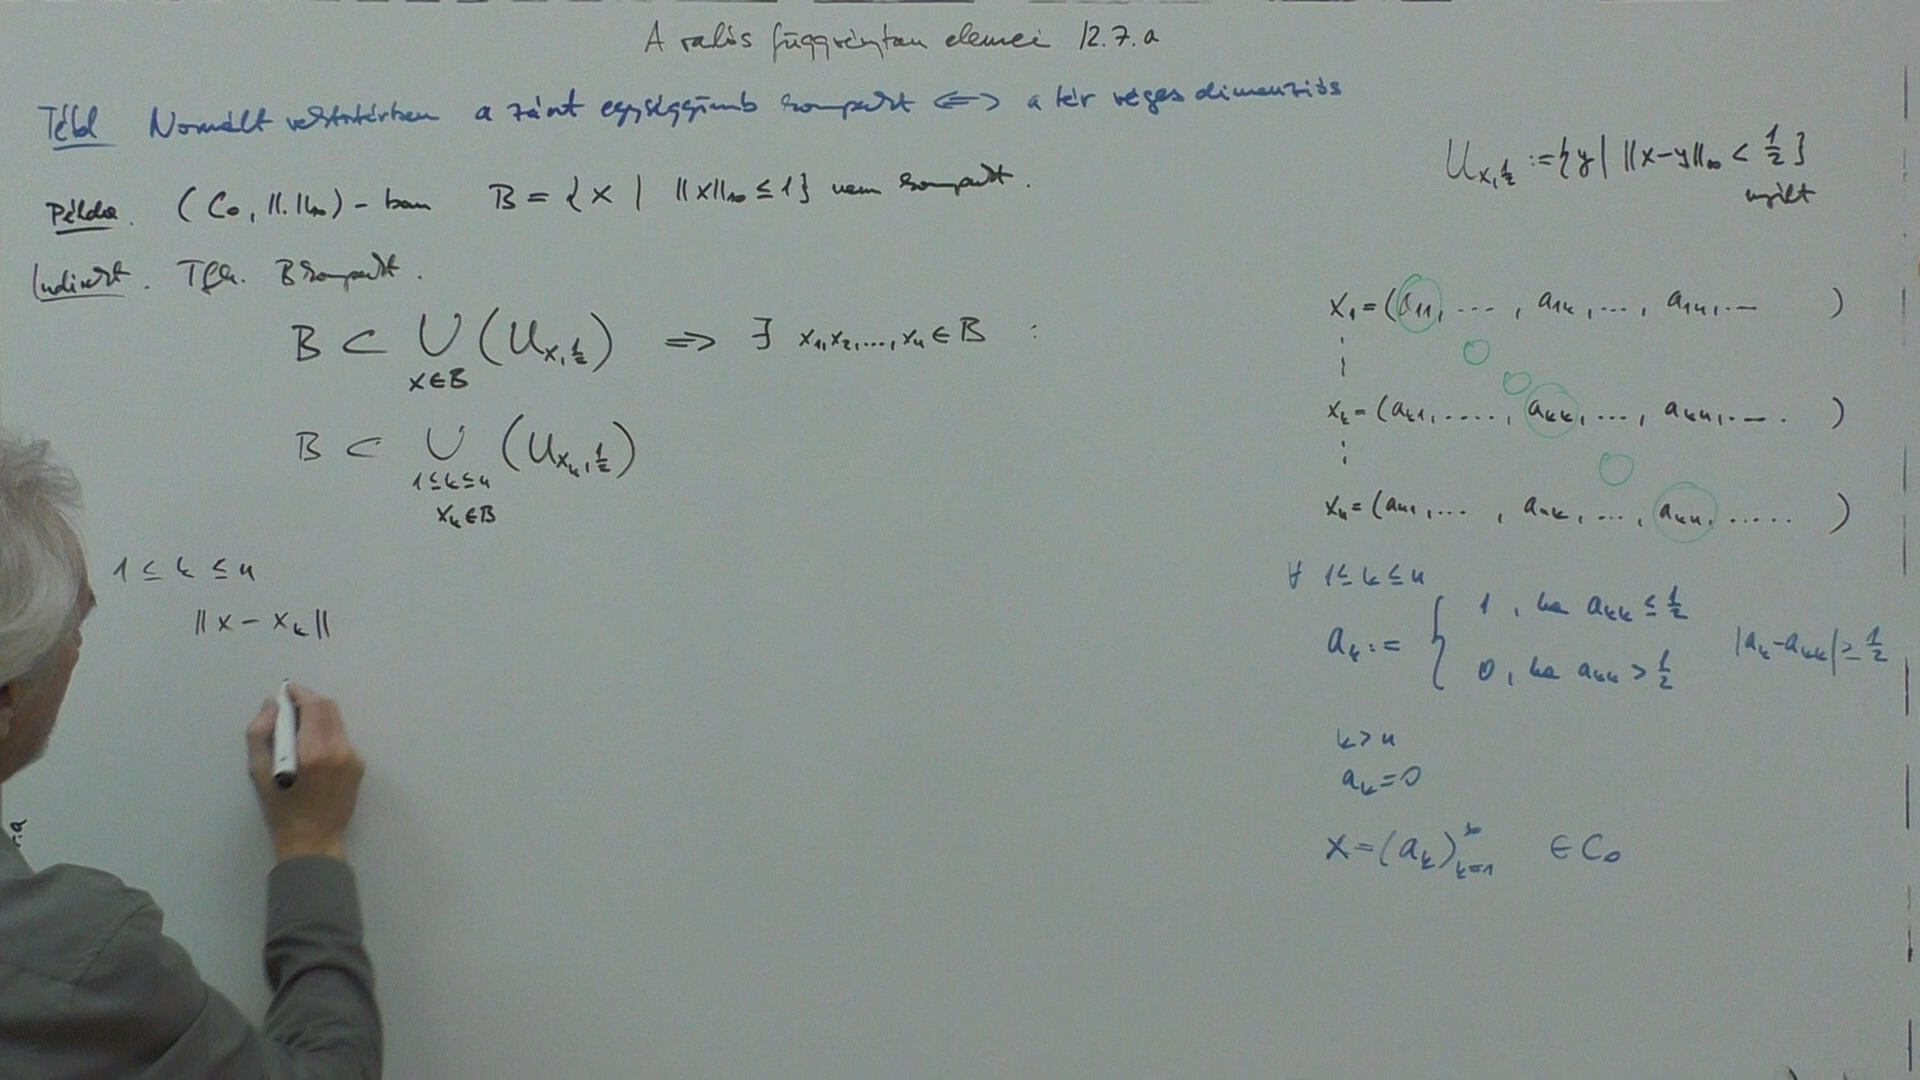 A valós függvénytan elemei 12.7.a
Tétel Normált vektortérben a zárt egységgömb kompakt <=> a tér véges dimenziós
Példa. (C₀, ||.||∞) - ban B = { x | ||x||∞ ≤ 1 } nem kompakt.
Indirekt. Tfh. B kompakt.
B ⊂ ∪ (U_{x,½}) => ∃ x₁,x₂,...,xₙ ∈ B :
x∈B
B ⊂ ∪ (U_{xₖ,½})
1≤k≤n
xₖ∈B
1 ≤ k ≤ n
|| x - xₖ ||
U_{x,½} := { y | ||x-y||∞ < ½ }
nyílt
x₁ = (a₁₁, ... , a₁ₖ, ..., a₁ₙ, ... )
xₖ = (aₖ₁, ...., aₖₖ, ..., aₖₙ, ... )
xₙ = (aₙ₁, ... , aₙₖ, ..., aₙₙ, ..... )
∀ 1≤k≤n
aₖ := { 1, ha aₖₖ ≤ ½
0, ha aₖₖ > ½
|aₖ-aₖₖ| ≥ ½
k>n
aₖ=0
x = (aₖ)_{k=1}^∞ ∈ C₀